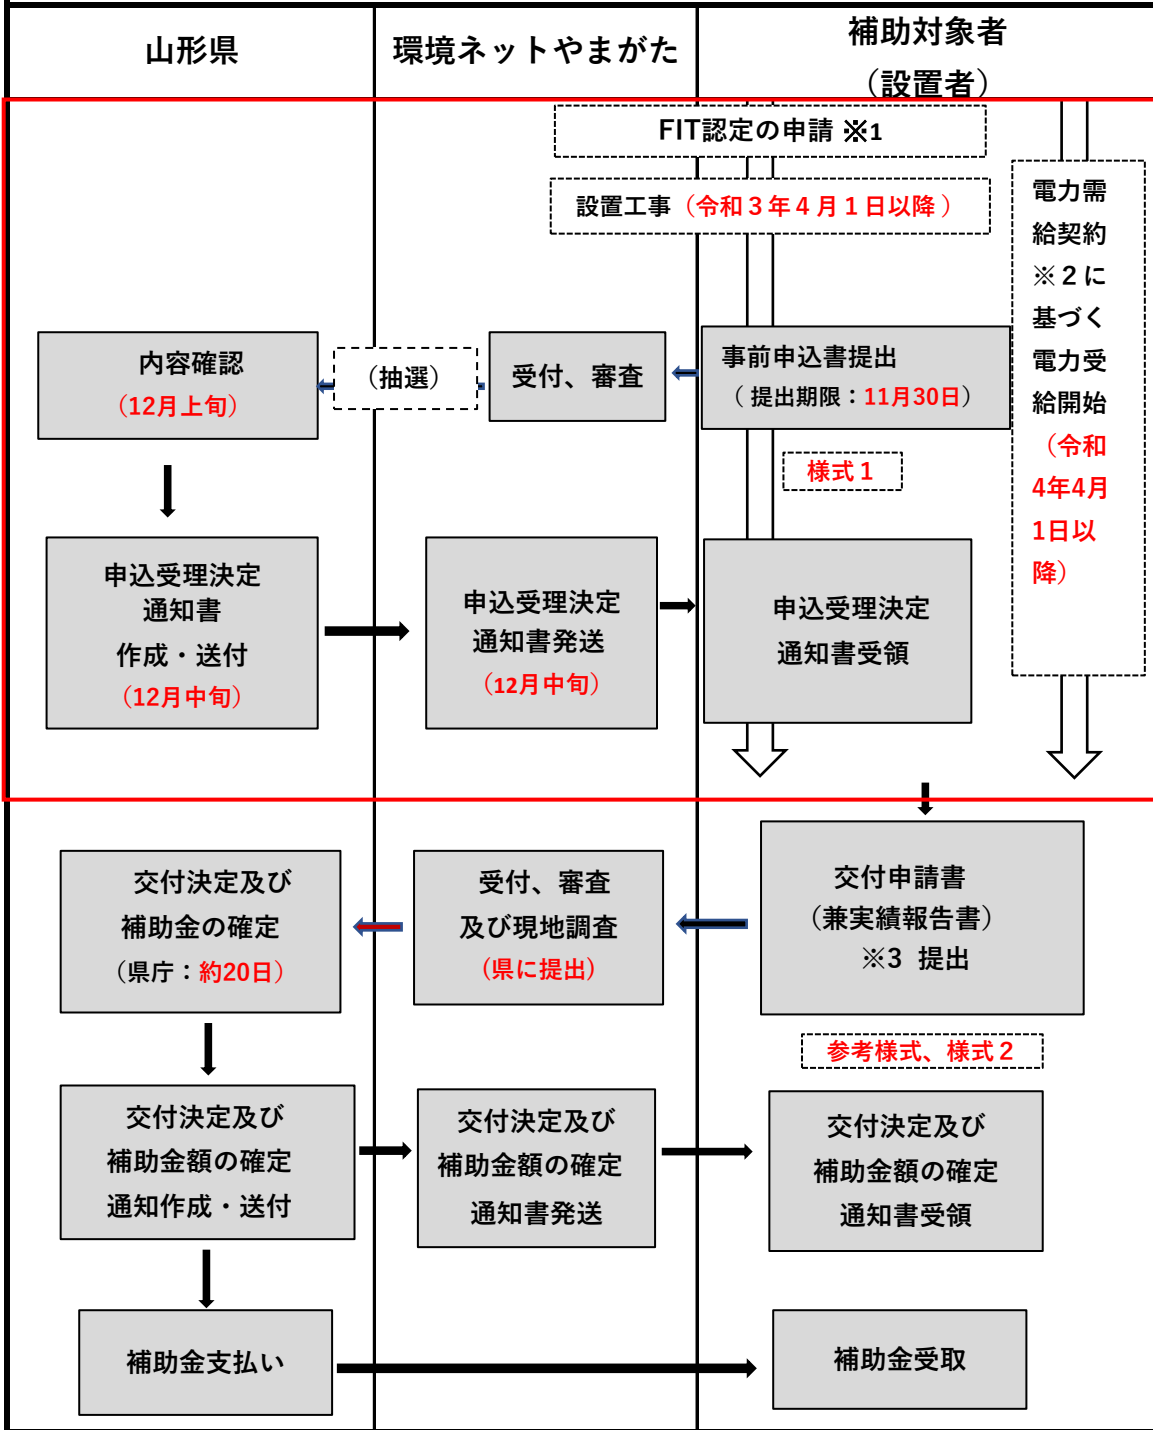 山形県
環境ネットやまがた
補助対象者
（設置者）
FIT認定の申請 ※1
設置工事（令和３年４月１日以降）
電力需
給契約
※２に
基づく
電力受
給開始
（令和
4年4月
1日以
降）
内容確認
（12月上旬）
（抽選）
受付、審査
事前申込書提出
（ 提出期限：11月30日）
様式１
申込受理決定
通知書
作成・送付
（12月中旬）
申込受理決定
通知書発送
（12月中旬）
申込受理決定
通知書受領
交付決定及び
補助金の確定
（県庁：約20日）
受付、審査
及び現地調査
(県に提出)
交付申請書
（兼実績報告書）
※3 提出
参考様式、様式２
交付決定及び
補助金額の確定
通知作成・送付
交付決定及び
補助金額の確定
通知書発送
交付決定及び
補助金額の確定
通知書受領
補助金支払い
補助金受取